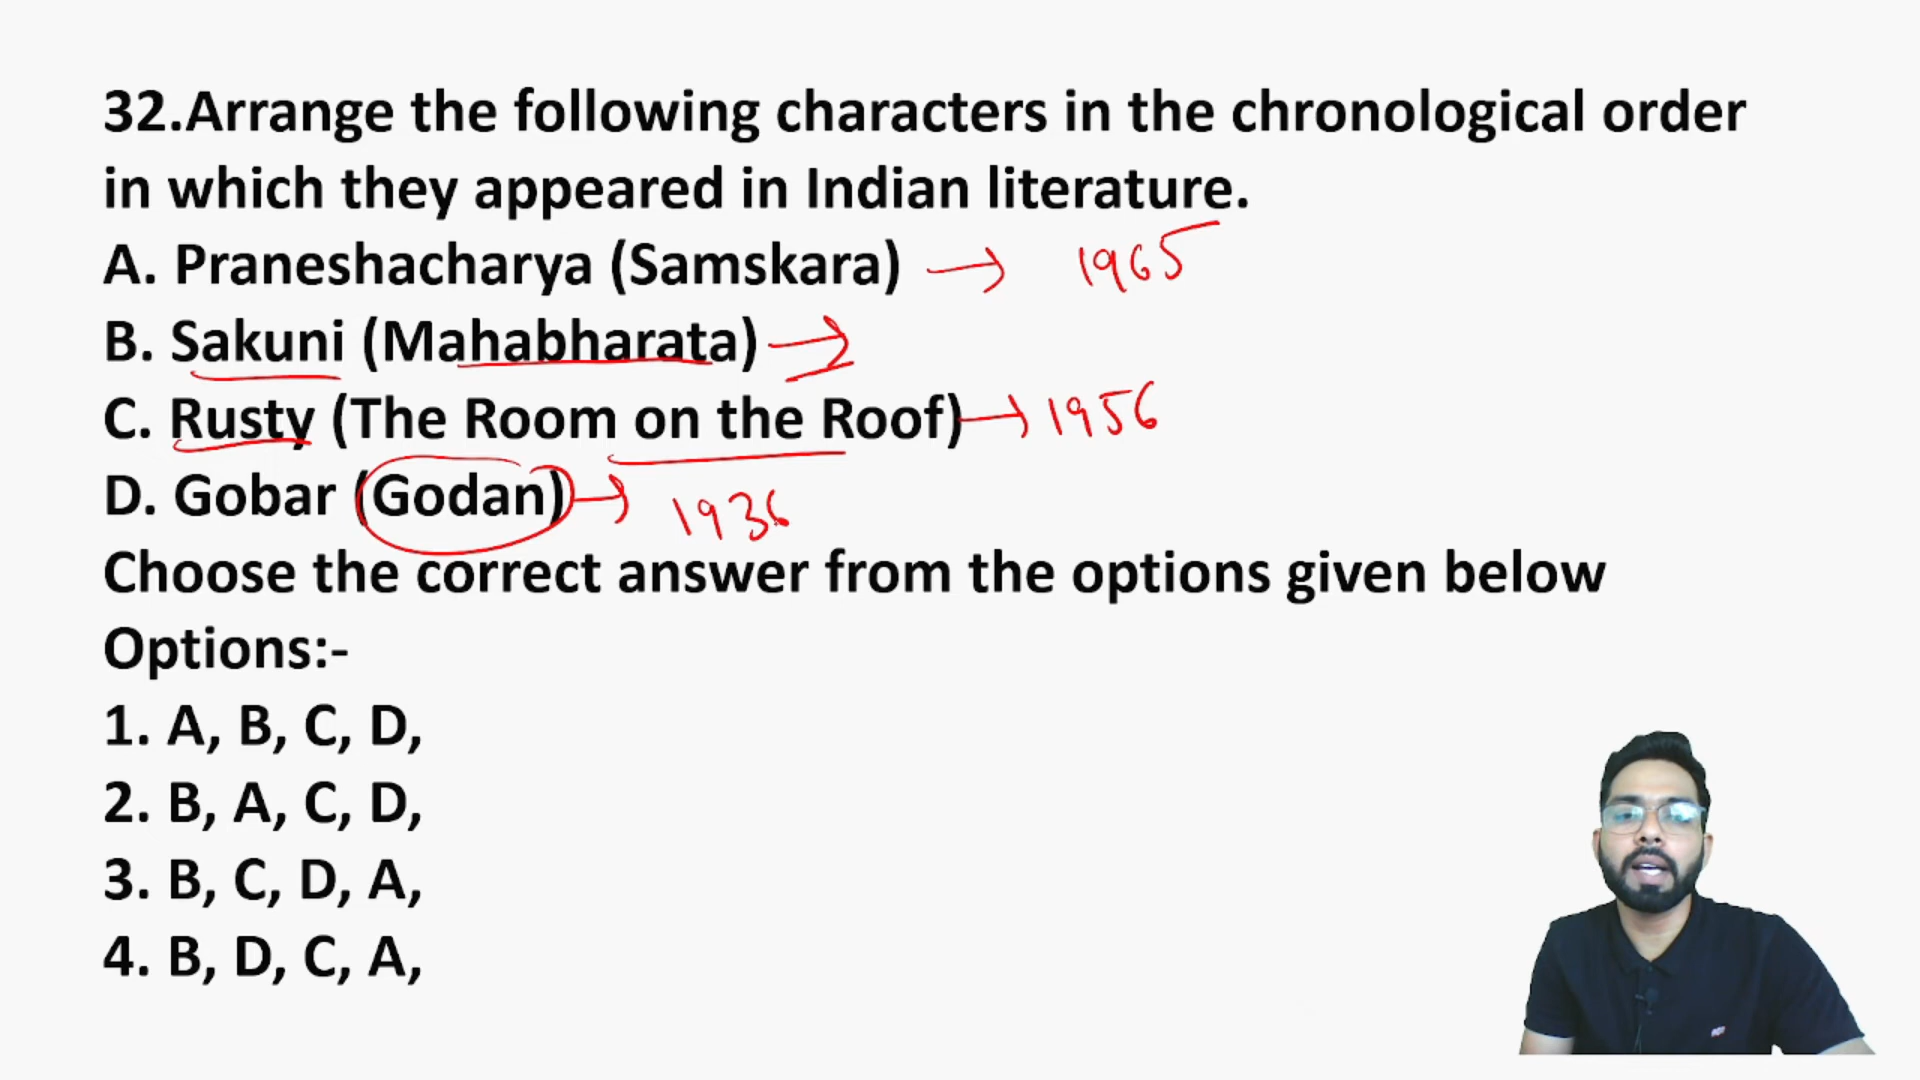 32.Arrange the following characters in the chronological order
in which they appeared in Indian literature.
A. Praneshacharya (Samskara) → 1965
B. Sakuni (Mahabharata) →
C. Rusty (The Room on the Roof) → 1956
D. Gobar (Godan) → 1936
Choose the correct answer from the options given below
Options:-
1. A, B, C, D,
2. B, A, C, D,
3. B, C, D, A,
4. B, D, C, A,